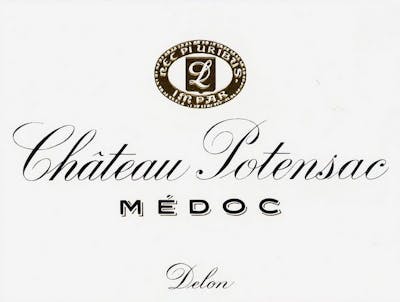 NEC PLURIBUS
L
IMPAR
Château Potensac
MÉDOC
Delon